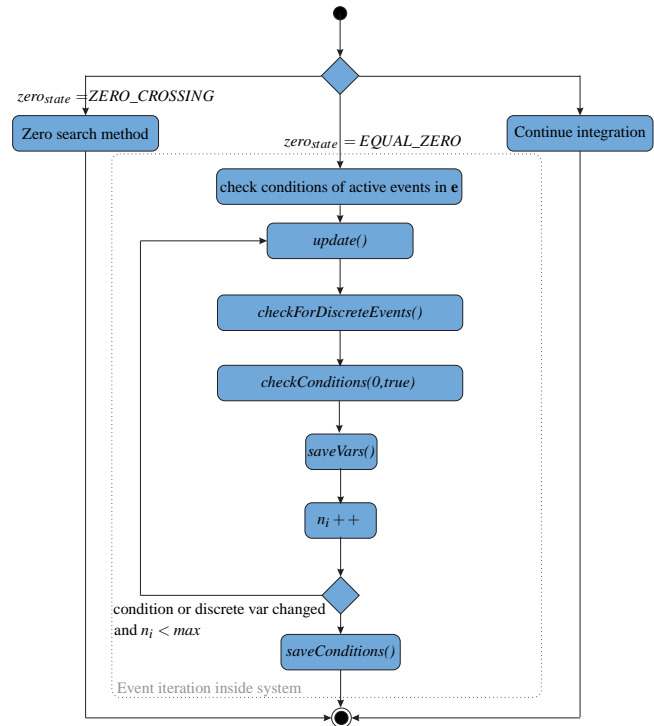 zero_state = ZERO_CROSSING
Zero search method
Continue integration
zero_state = EQUAL_ZERO
check conditions of active events in e
update()
checkForDiscreteEvents()
checkConditions(0,true)
saveVars()
n_i ++
condition or discrete var changed
and n_i < max
saveConditions()
Event iteration inside system